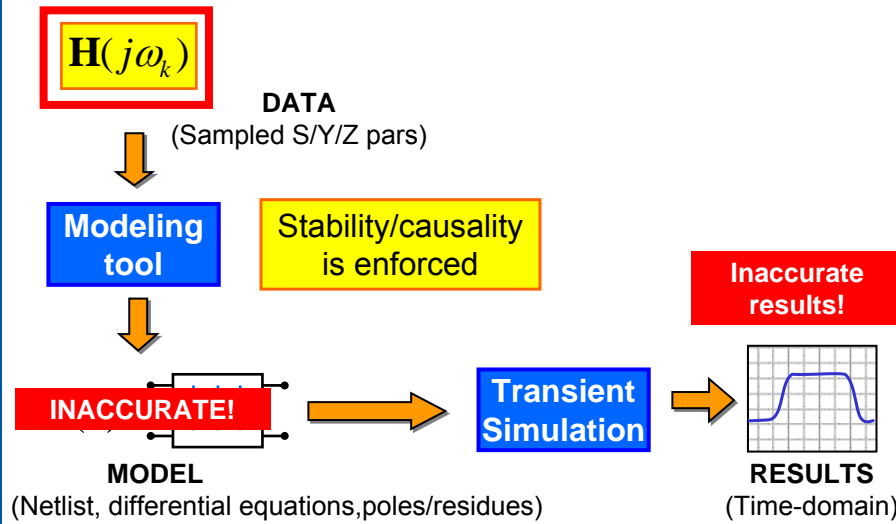 H(jωₖ)
DATA
(Sampled S/Y/Z pars)
Modeling
tool
Stability/causality
is enforced
Inaccurate
results!
INACCURATE!
Transient
Simulation
MODEL
(Netlist, differential equations,poles/residues)
RESULTS
(Time-domain)